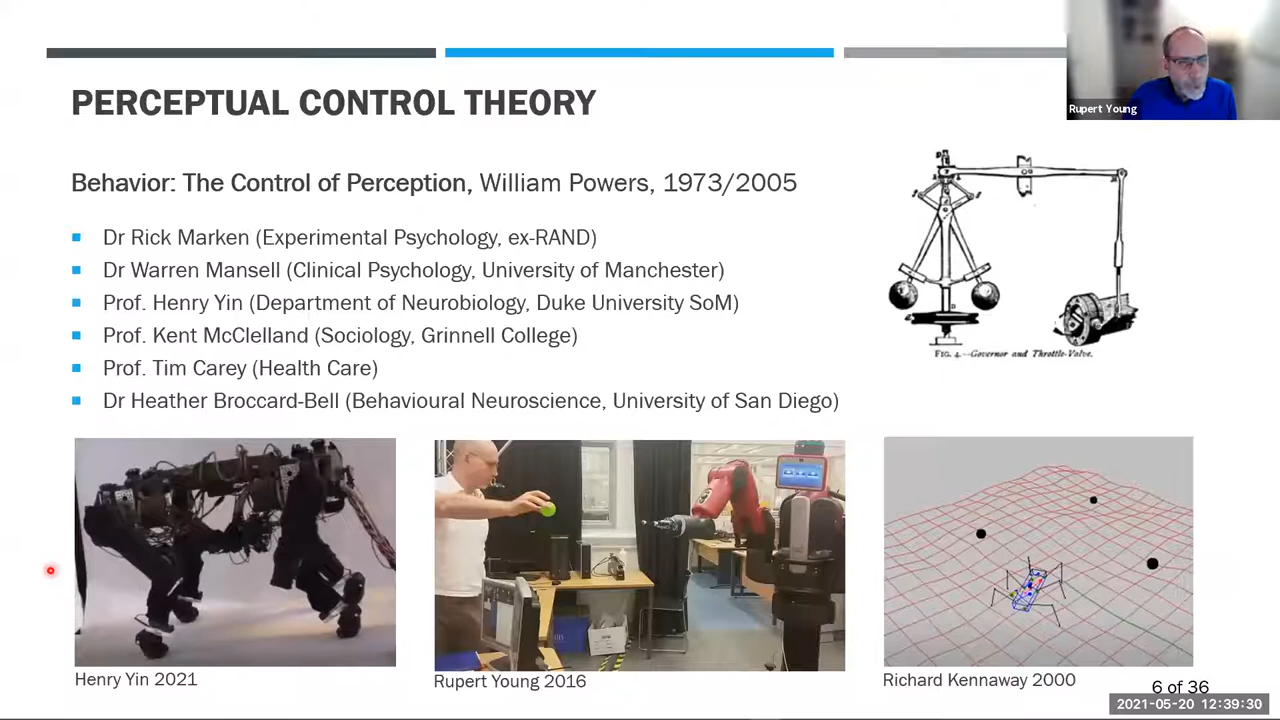 PERCEPTUAL CONTROL THEORY
Rupert Young
Behavior: The Control of Perception, William Powers, 1973/2005
Dr Rick Marken (Experimental Psychology, ex-RAND)
Dr Warren Mansell (Clinical Psychology, University of Manchester)
Prof. Henry Yin (Department of Neurobiology, Duke University SoM)
Prof. Kent McClelland (Sociology, Grinnell College)
Prof. Tim Carey (Health Care)
Dr Heather Broccard-Bell (Behavioural Neuroscience, University of San Diego)
FIG. 4.—Governor and Throttle-Valve.
Henry Yin 2021
Rupert Young 2016
Richard Kennaway 2000
6 of 36
2021-05-20 12:39:30